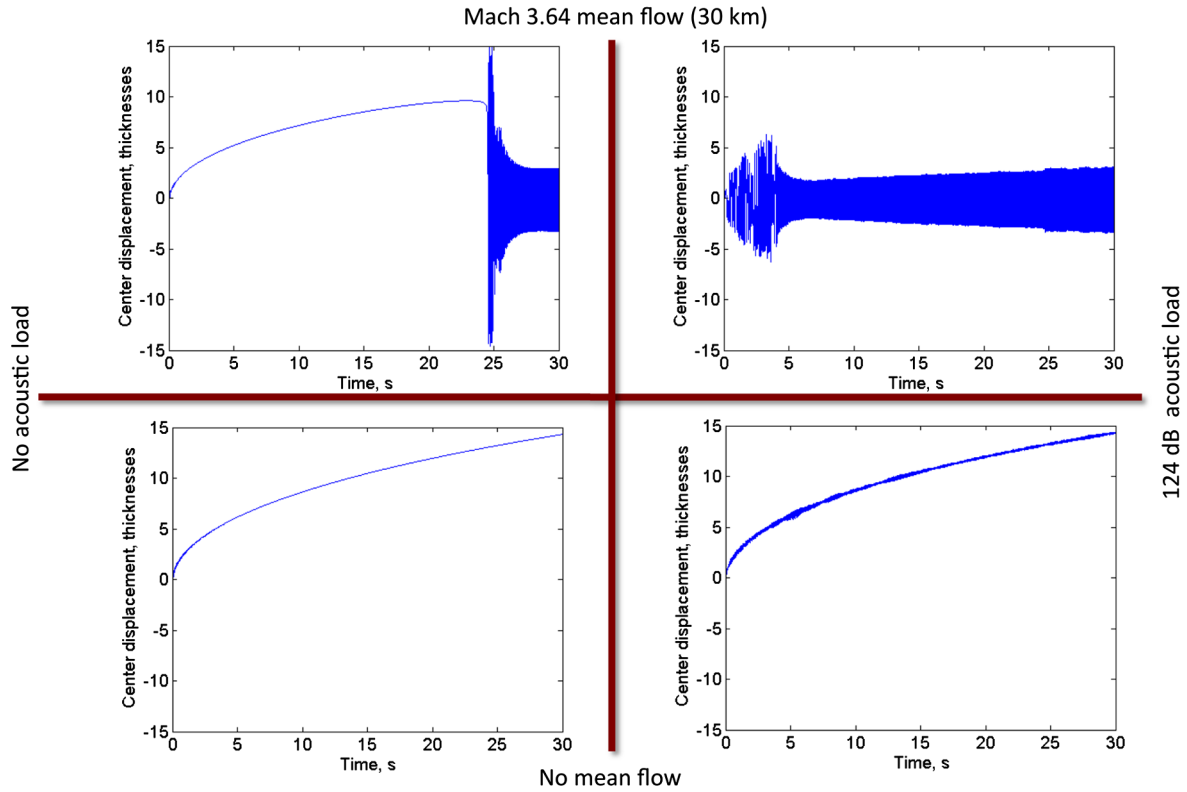 Mach 3.64 mean flow (30 km)
15
10
5
0
-5
-10
-15
Center displacement, thicknesses
0 5 10 15 20 25 30
Time, s
15
10
5
0
-5
-10
-15
Center displacement, thicknesses
0 5 10 15 20 25 30
Time, s
No acoustic load
124 dB acoustic load
15
10
5
0
-5
-10
-15
Center displacement, thicknesses
0 5 10 15 20 25 30
Time, s
15
10
5
0
-5
-10
-15
Center displacement, thicknesses
0 5 10 15 20 25 30
Time, s
No mean flow